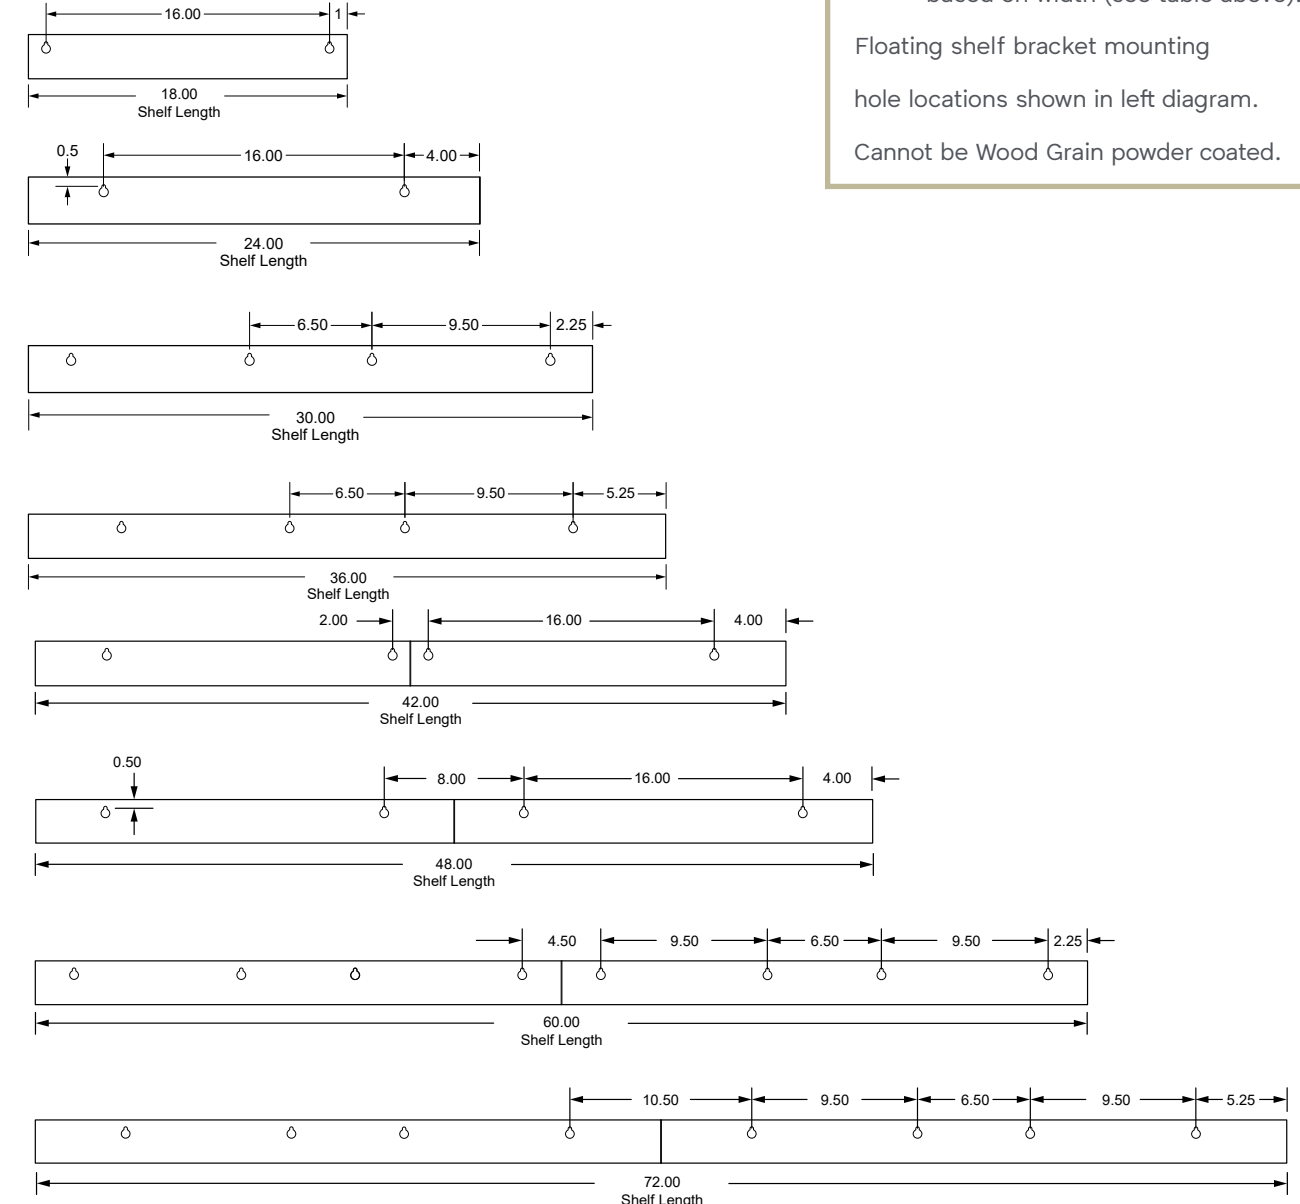 based on width (see table above).
Floating shelf bracket mounting
hole locations shown in left diagram.
Cannot be Wood Grain powder coated.
16.00 1
18.00
Shelf Length
0.5 16.00 4.00
24.00
Shelf Length
6.50 9.50 2.25
30.00
Shelf Length
6.50 9.50 5.25
36.00
Shelf Length
2.00 16.00 4.00
42.00
Shelf Length
0.50 8.00 16.00 4.00
48.00
Shelf Length
4.50 9.50 6.50 9.50 2.25
60.00
Shelf Length
10.50 9.50 6.50 9.50 5.25
72.00
Shelf Length